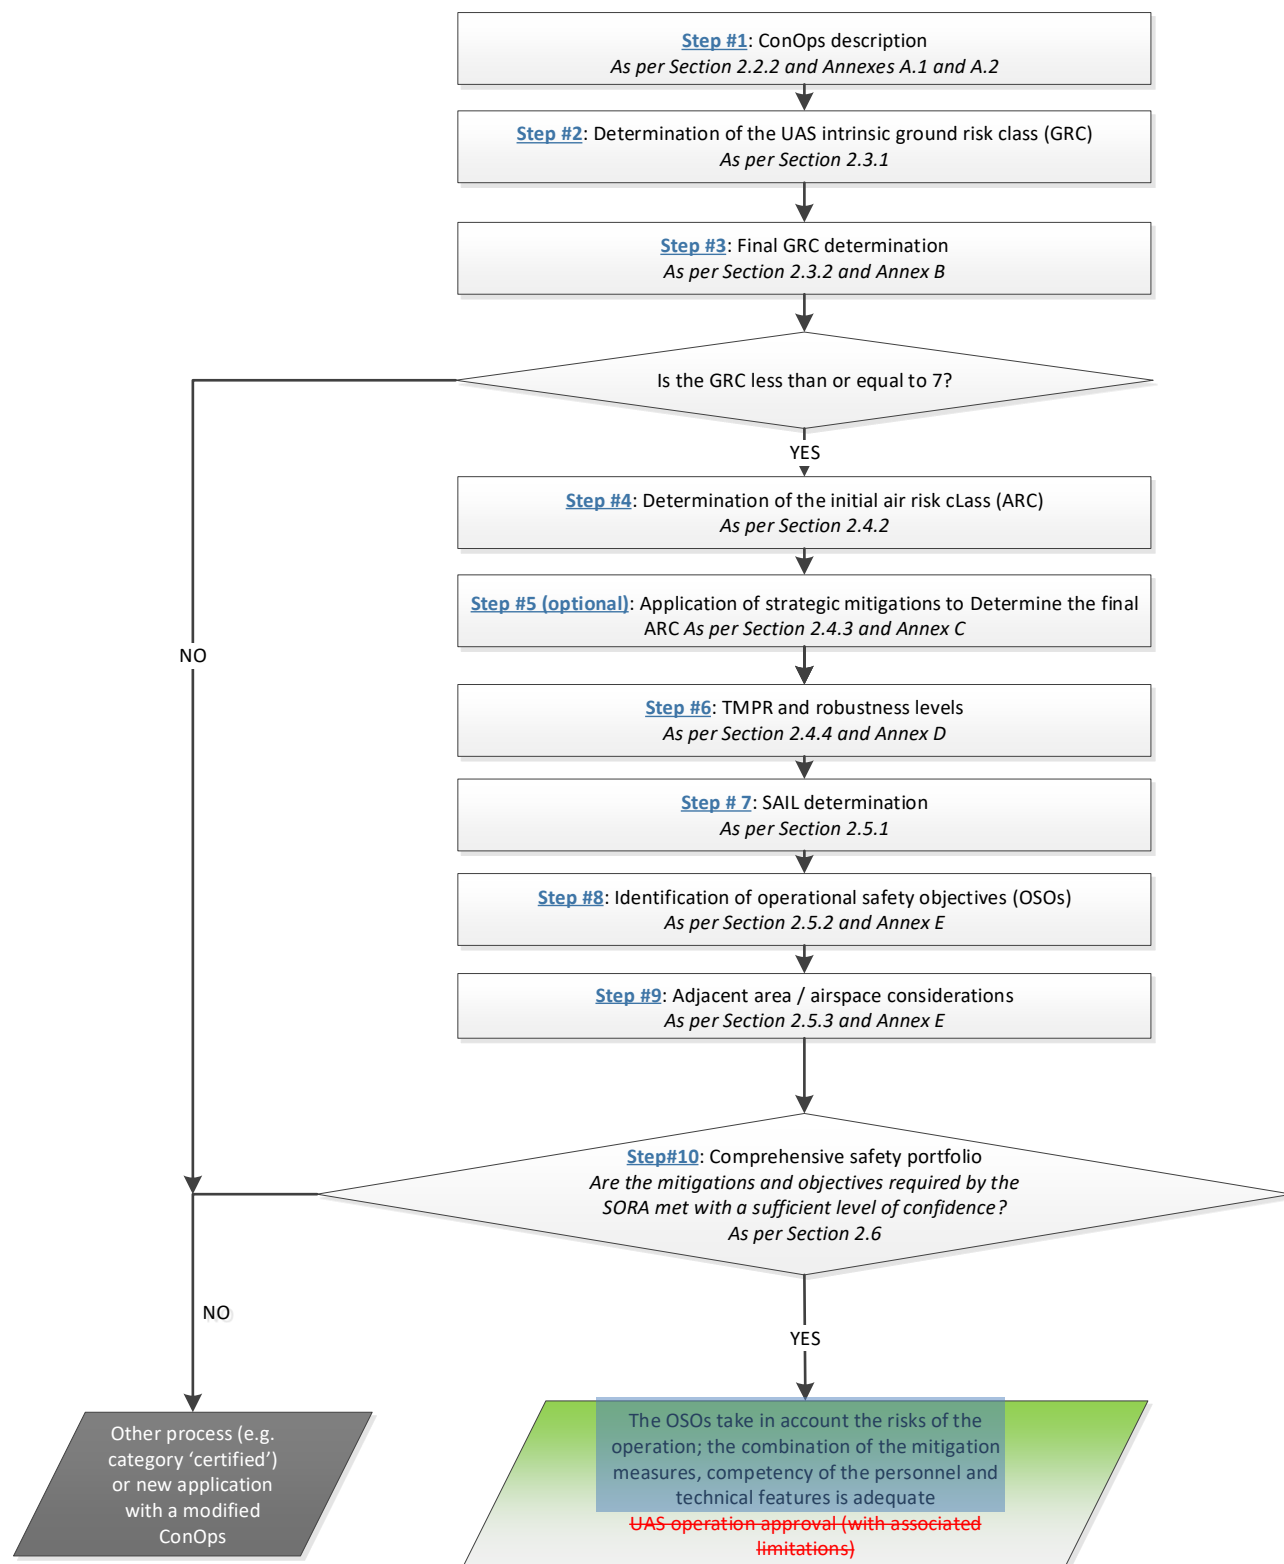 Step #1: ConOps description
As per Section 2.2.2 and Annexes A.1 and A.2
Step #2: Determination of the UAS intrinsic ground risk class (GRC)
As per Section 2.3.1
Step #3: Final GRC determination
As per Section 2.3.2 and Annex B
Is the GRC less than or equal to 7?
YES
Step #4: Determination of the initial air risk cLass (ARC)
As per Section 2.4.2
Step #5 (optional): Application of strategic mitigations to Determine the final
ARC As per Section 2.4.3 and Annex C
NO
Step #6: TMPR and robustness levels
As per Section 2.4.4 and Annex D
Step # 7: SAIL determination
As per Section 2.5.1
Step #8: Identification of operational safety objectives (OSOs)
As per Section 2.5.2 and Annex E
Step #9: Adjacent area / airspace considerations
As per Section 2.5.3 and Annex E
Step#10: Comprehensive safety portfolio
Are the mitigations and objectives required by the
SORA met with a sufficient level of confidence?
As per Section 2.6
NO
YES
Other process (e.g.
category ‘certified’)
or new application
with a modified
ConOps
The OSOs take in account the risks of the
operation; the combination of the mitigation
measures, competency of the personnel and
technical features is adequate
UAS operation approval (with associated
limitations)